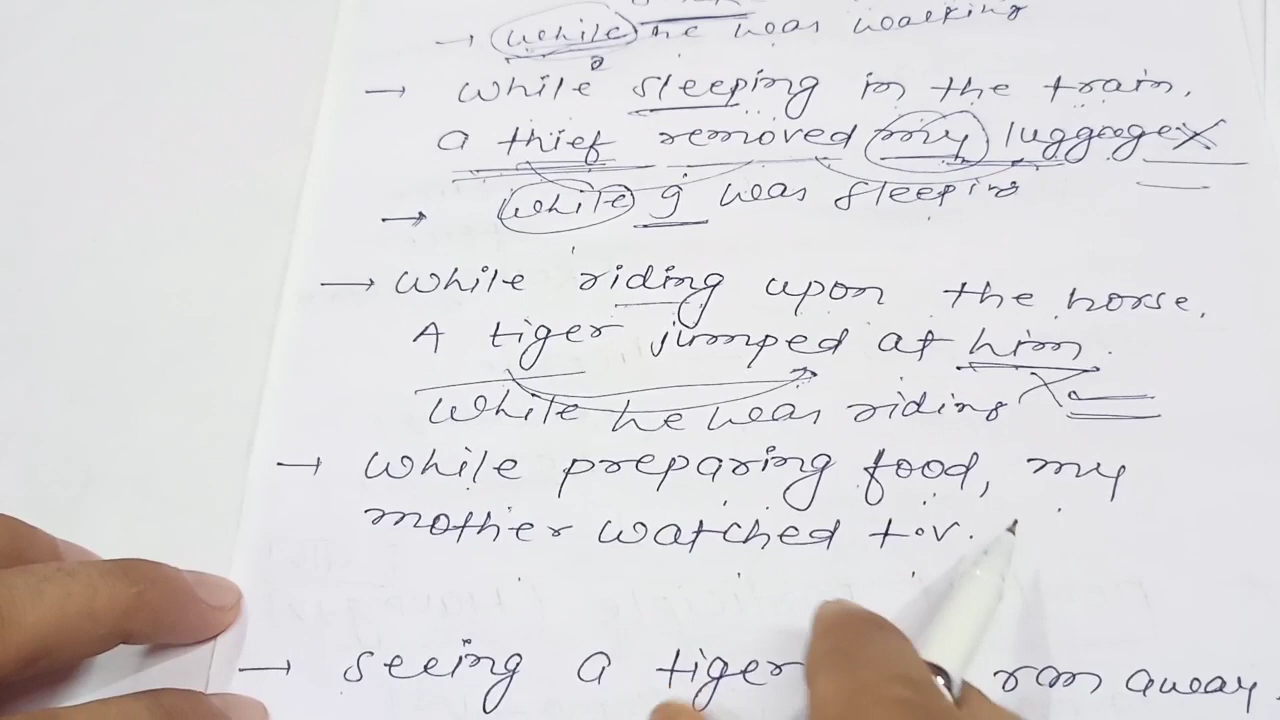 → while he was walking
→ while sleeping in the train,
a thief removed my luggage ×
→ while I was sleeping
→ while riding upon the horse,
A tiger jumped at him.
while he was riding ×
→ while preparing food, my
mother watched t.v.
→ seeing a tiger ran away.